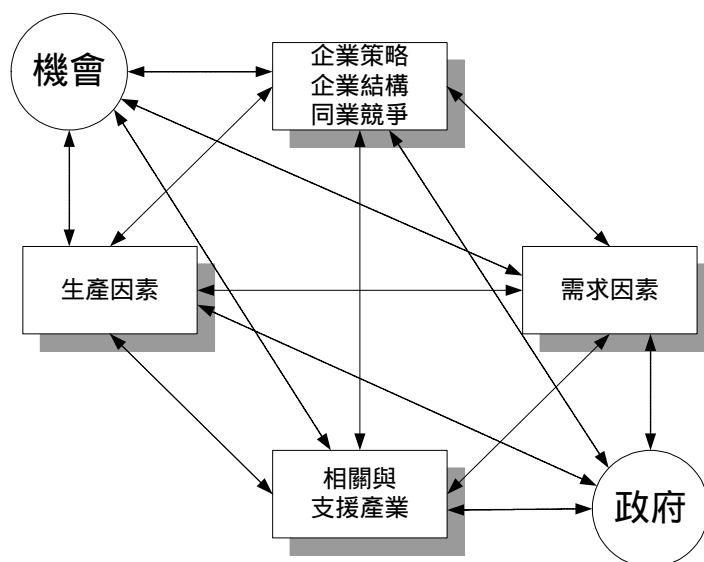 機會
企業策略
企業結構
同業競爭
生產因素
需求因素
相關與
支援產業
政府